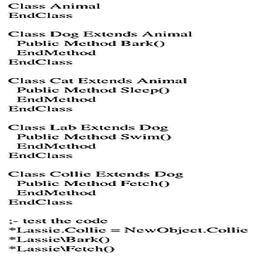 Class Animal
EndClass
Class Dog Extends Animal
Public Method Bark()
EndMethod
EndClass
Class Cat Extends Animal
Public Method Sleep()
EndMethod
EndClass
Class Lab Extends Dog
Public Method Swim()
EndMethod
EndClass
Class Collie Extends Dog
Public Method Fetch()
EndMethod
EndClass
;- test the code
*Lassie.Collie = NewObject.Collie
*Lassie\Bark()
*Lassie\Fetch()